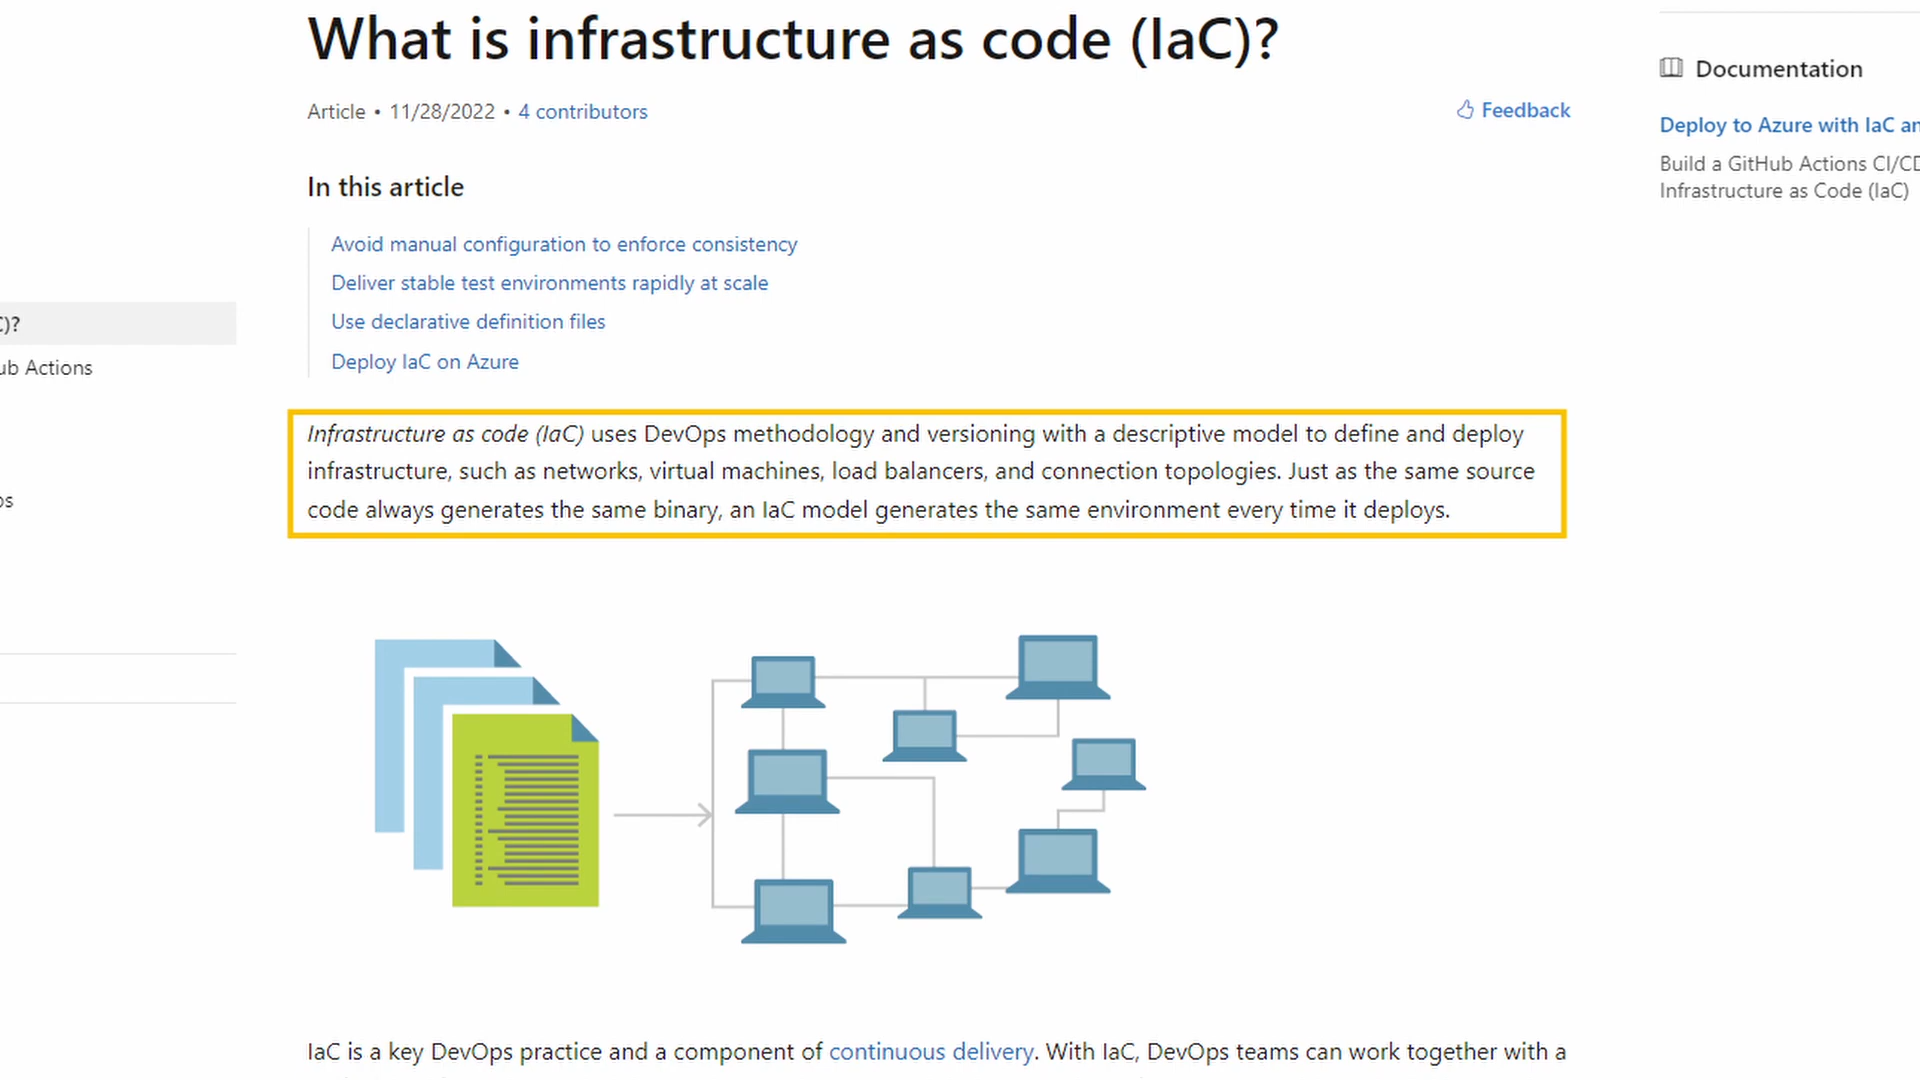 What is infrastructure as code (IaC)?
Article • 11/28/2022 • 4 contributors
Feedback
In this article
Avoid manual configuration to enforce consistency
Deliver stable test environments rapidly at scale
Use declarative definition files
Deploy IaC on Azure
Infrastructure as code (IaC) uses DevOps methodology and versioning with a descriptive model to define and deploy
infrastructure, such as networks, virtual machines, load balancers, and connection topologies. Just as the same source
code always generates the same binary, an IaC model generates the same environment every time it deploys.
IaC is a key DevOps practice and a component of continuous delivery. With IaC, DevOps teams can work together with a
C)?
ub Actions
os
Documentation
Deploy to Azure with IaC an
Build a GitHub Actions CI/CD
Infrastructure as Code (IaC)